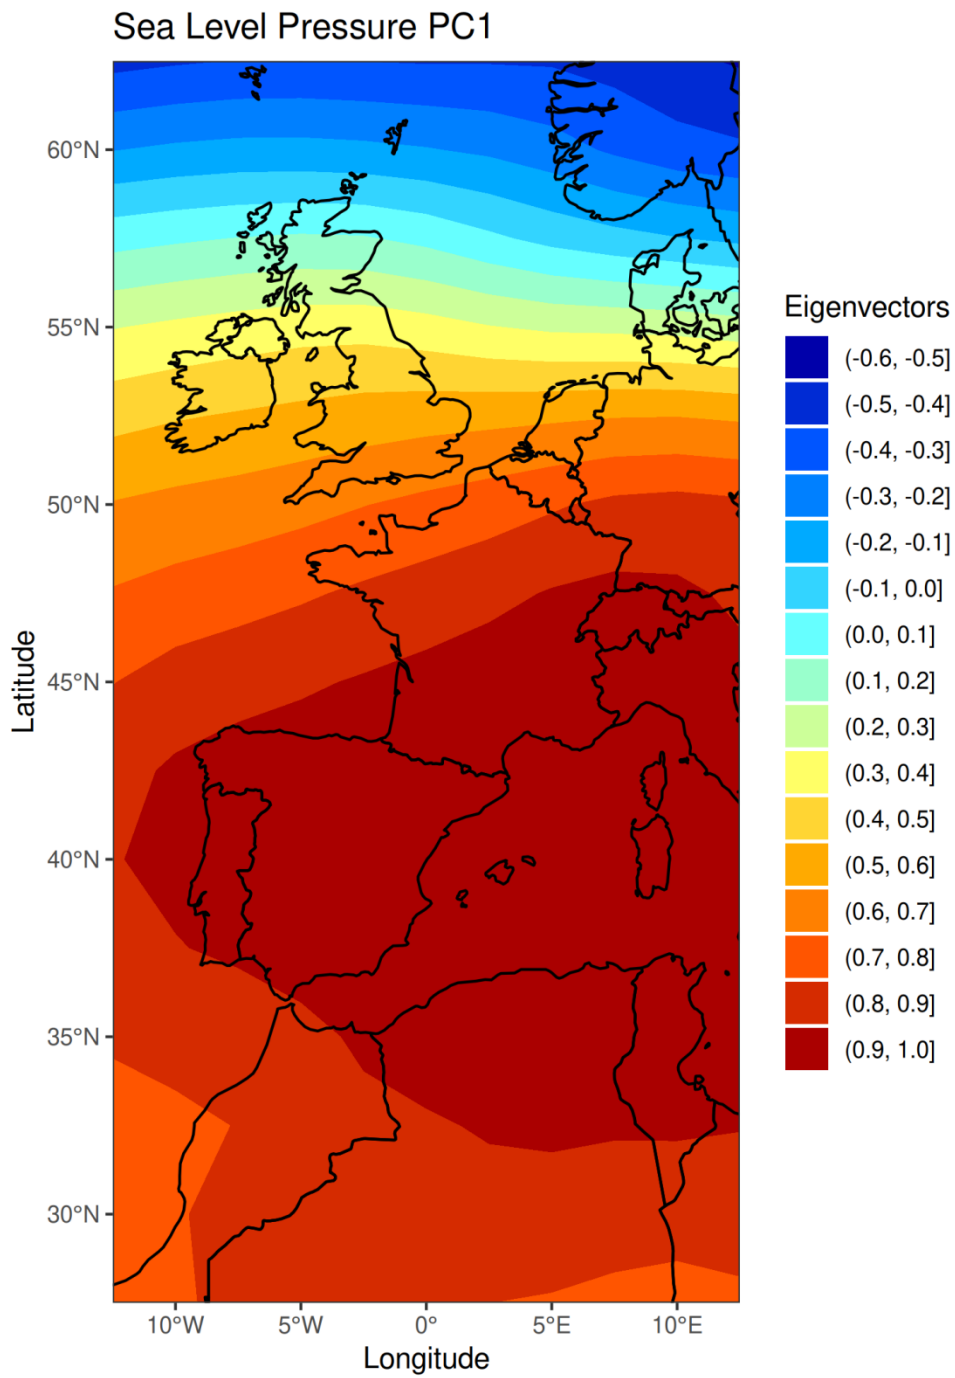 Sea Level Pressure PC1
60°N
55°N
50°N
45°N
40°N
35°N
30°N
Latitude
10°W
5°W
0°
5°E
10°E
Longitude
Eigenvectors
(-0.6, -0.5]
(-0.5, -0.4]
(-0.4, -0.3]
(-0.3, -0.2]
(-0.2, -0.1]
(-0.1, 0.0]
(0.0, 0.1]
(0.1, 0.2]
(0.2, 0.3]
(0.3, 0.4]
(0.4, 0.5]
(0.5, 0.6]
(0.6, 0.7]
(0.7, 0.8]
(0.8, 0.9]
(0.9, 1.0]